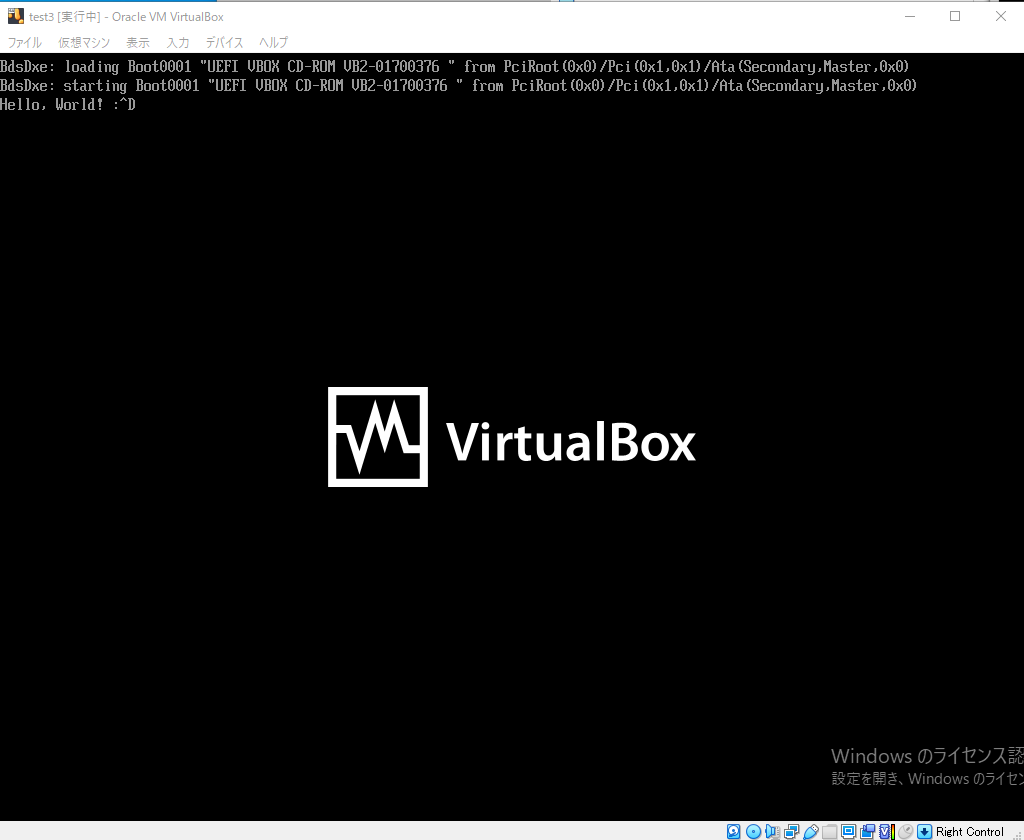 test3 [実行中] - Oracle VM VirtualBox
ファイル 仮想マシン 表示 入力 デバイス ヘルプ
BdsDxe: loading Boot0001 "UEFI VBOX CD-ROM VB2-01700376 " from PciRoot(0x0)/Pci(0x1,0x1)/Ata(Secondary,Master,0x0)
BdsDxe: starting Boot0001 "UEFI VBOX CD-ROM VB2-01700376 " from PciRoot(0x0)/Pci(0x1,0x1)/Ata(Secondary,Master,0x0)
Hello, World! :^D
VirtualBox
Windows のライセンス認
設定を開き、Windows のライセン
Right Control